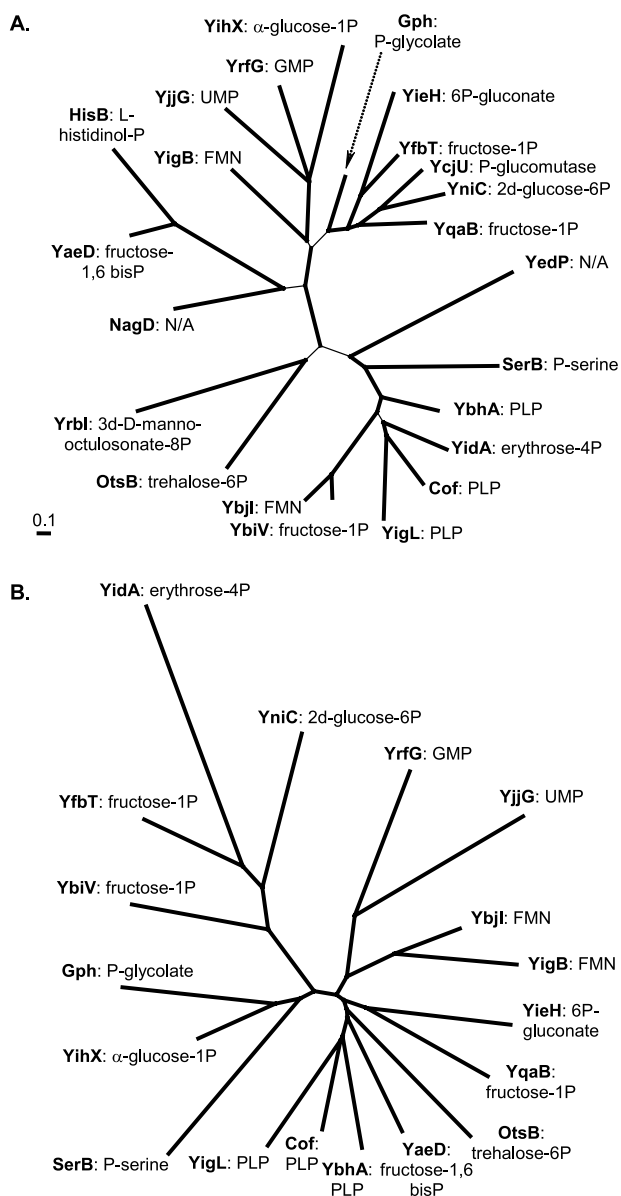 A.
YihX: α-glucose-1P
Gph:
P-glycolate
YrfG: GMP
YieH: 6P-gluconate
YjjG: UMP
HisB: L-
histidinol-P
YigB: FMN
YfbT: fructose-1P
YcjU: P-glucomutase
YniC: 2d-glucose-6P
YqaB: fructose-1P
YaeD: fructose-
1,6 bisP
YedP: N/A
NagD: N/A
SerB: P-serine
YbhA: PLP
YrbI: 3d-D-manno-
octulosonate-8P
YidA: erythrose-4P
OtsB: trehalose-6P
Cof: PLP
YbjI: FMN
YbiV: fructose-1P
YigL: PLP
0.1
B.
YidA: erythrose-4P
YniC: 2d-glucose-6P
YrfG: GMP
YfbT: fructose-1P
YjjG: UMP
YbiV: fructose-1P
YbjI: FMN
YigB: FMN
Gph: P-glycolate
YieH: 6P-
gluconate
YihX: α-glucose-1P
YqaB:
fructose-1P
OtsB:
trehalose-6P
SerB: P-serine
YigL: PLP
Cof:
PLP
YbhA:
PLP
YaeD:
fructose-1,6
bisP